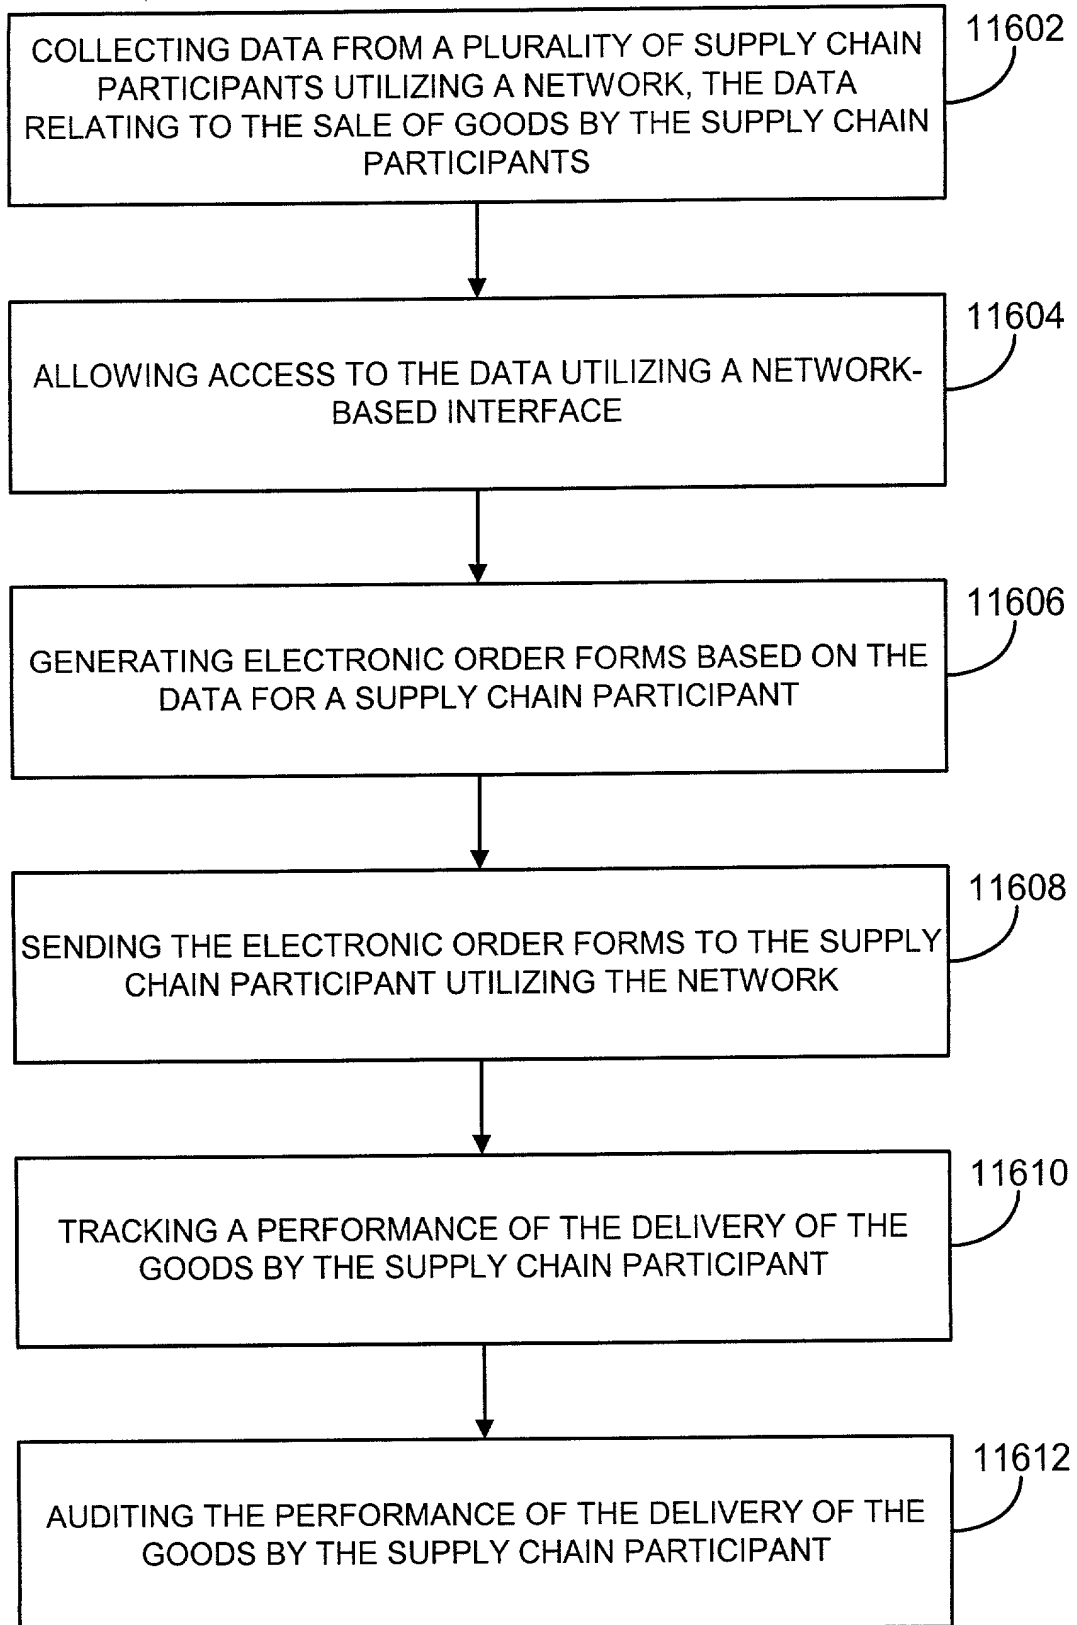 11602
COLLECTING DATA FROM A PLURALITY OF SUPPLY CHAIN
PARTICIPANTS UTILIZING A NETWORK, THE DATA
RELATING TO THE SALE OF GOODS BY THE SUPPLY CHAIN
PARTICIPANTS
11604
ALLOWING ACCESS TO THE DATA UTILIZING A NETWORK-
BASED INTERFACE
11606
GENERATING ELECTRONIC ORDER FORMS BASED ON THE
DATA FOR A SUPPLY CHAIN PARTICIPANT
11608
SENDING THE ELECTRONIC ORDER FORMS TO THE SUPPLY
CHAIN PARTICIPANT UTILIZING THE NETWORK
11610
TRACKING A PERFORMANCE OF THE DELIVERY OF THE
GOODS BY THE SUPPLY CHAIN PARTICIPANT
11612
AUDITING THE PERFORMANCE OF THE DELIVERY OF THE
GOODS BY THE SUPPLY CHAIN PARTICIPANT